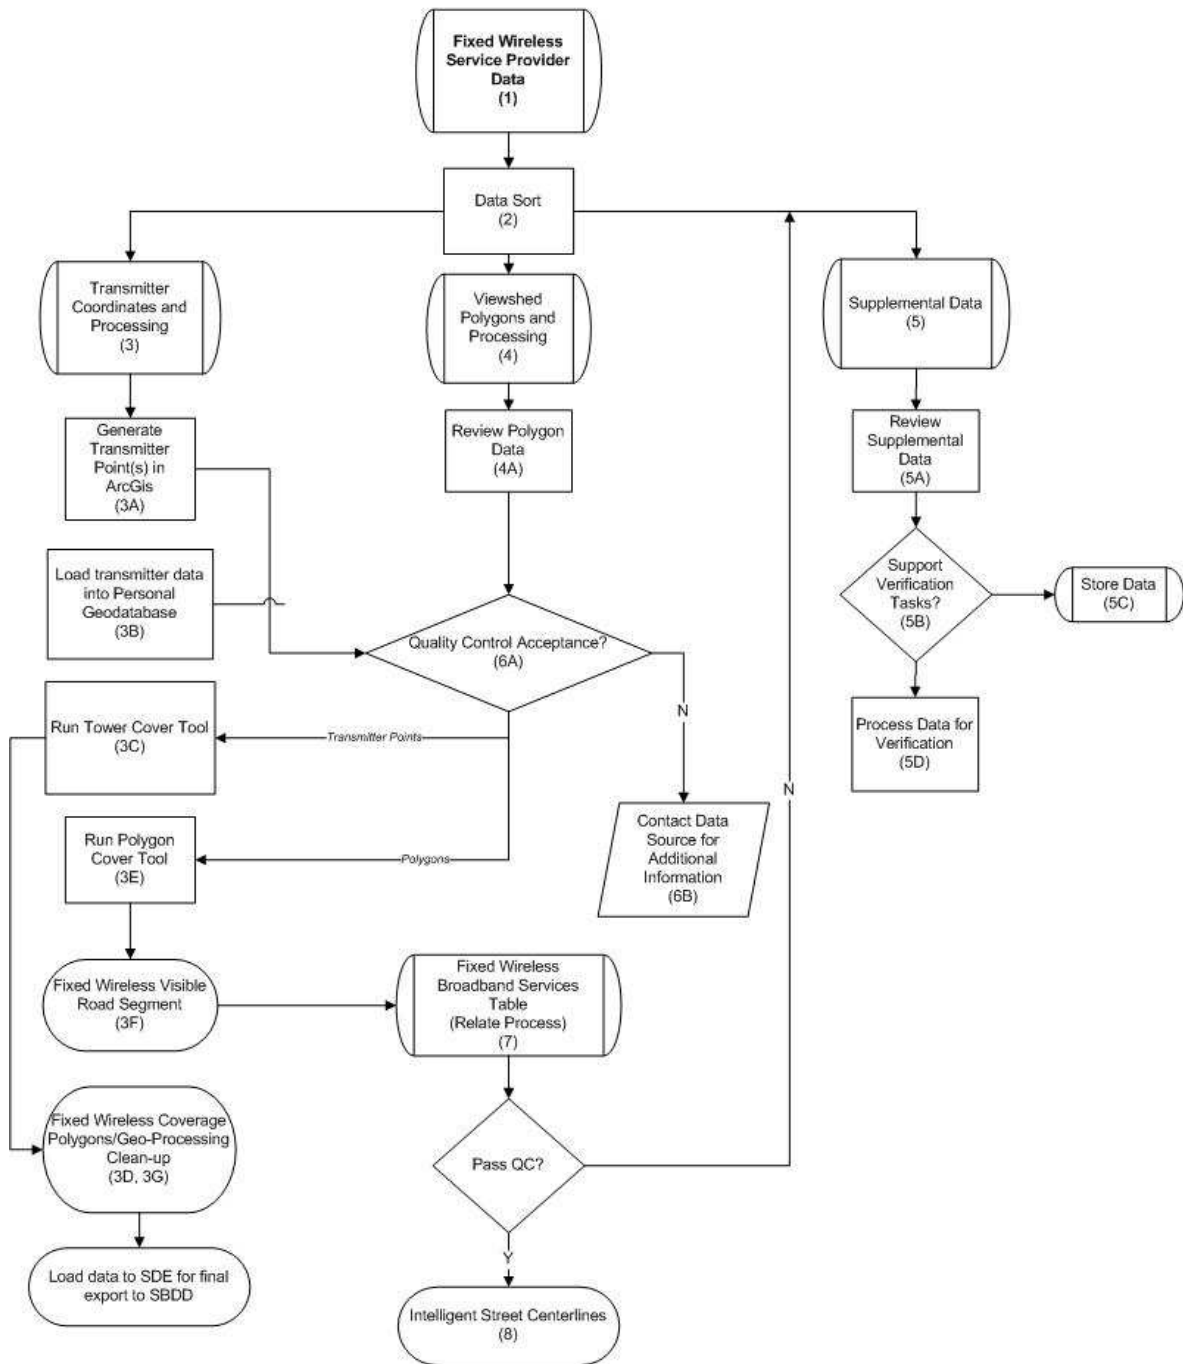 Fixed Wireless
Service Provider
Data
(1)
Data Sort
(2)
Transmitter
Coordinates and
Processing
(3)
Viewshed
Polygons and
Processing
(4)
Supplemental Data
(5)
Generate
Transmitter
Point(s) in
ArcGis
(3A)
Review Polygon
Data
(4A)
Review
Supplemental
Data
(5A)
Load transmitter data
into Personal
Geodatabase
(3B)
Support
Verification
Tasks?
(5B)
Store Data
(5C)
Quality Control Acceptance?
(6A)
N
Run Tower Cover Tool
(3C)
Transmitter Points
Process Data for
Verification
(5D)
N
Run Polygon
Cover Tool
(3E)
Polygons
Contact Data
Source for
Additional
Information
(6B)
Fixed Wireless Visible
Road Segment
(3F)
Fixed Wireless
Broadband Services
Table
(Relate Process)
(7)
Fixed Wireless Coverage
Polygons/Geo-Processing
Clean-up
(3D, 3G)
Pass QC?
Y
Load data to SDE for final
export to SBDD
Intelligent Street Centerlines
(8)